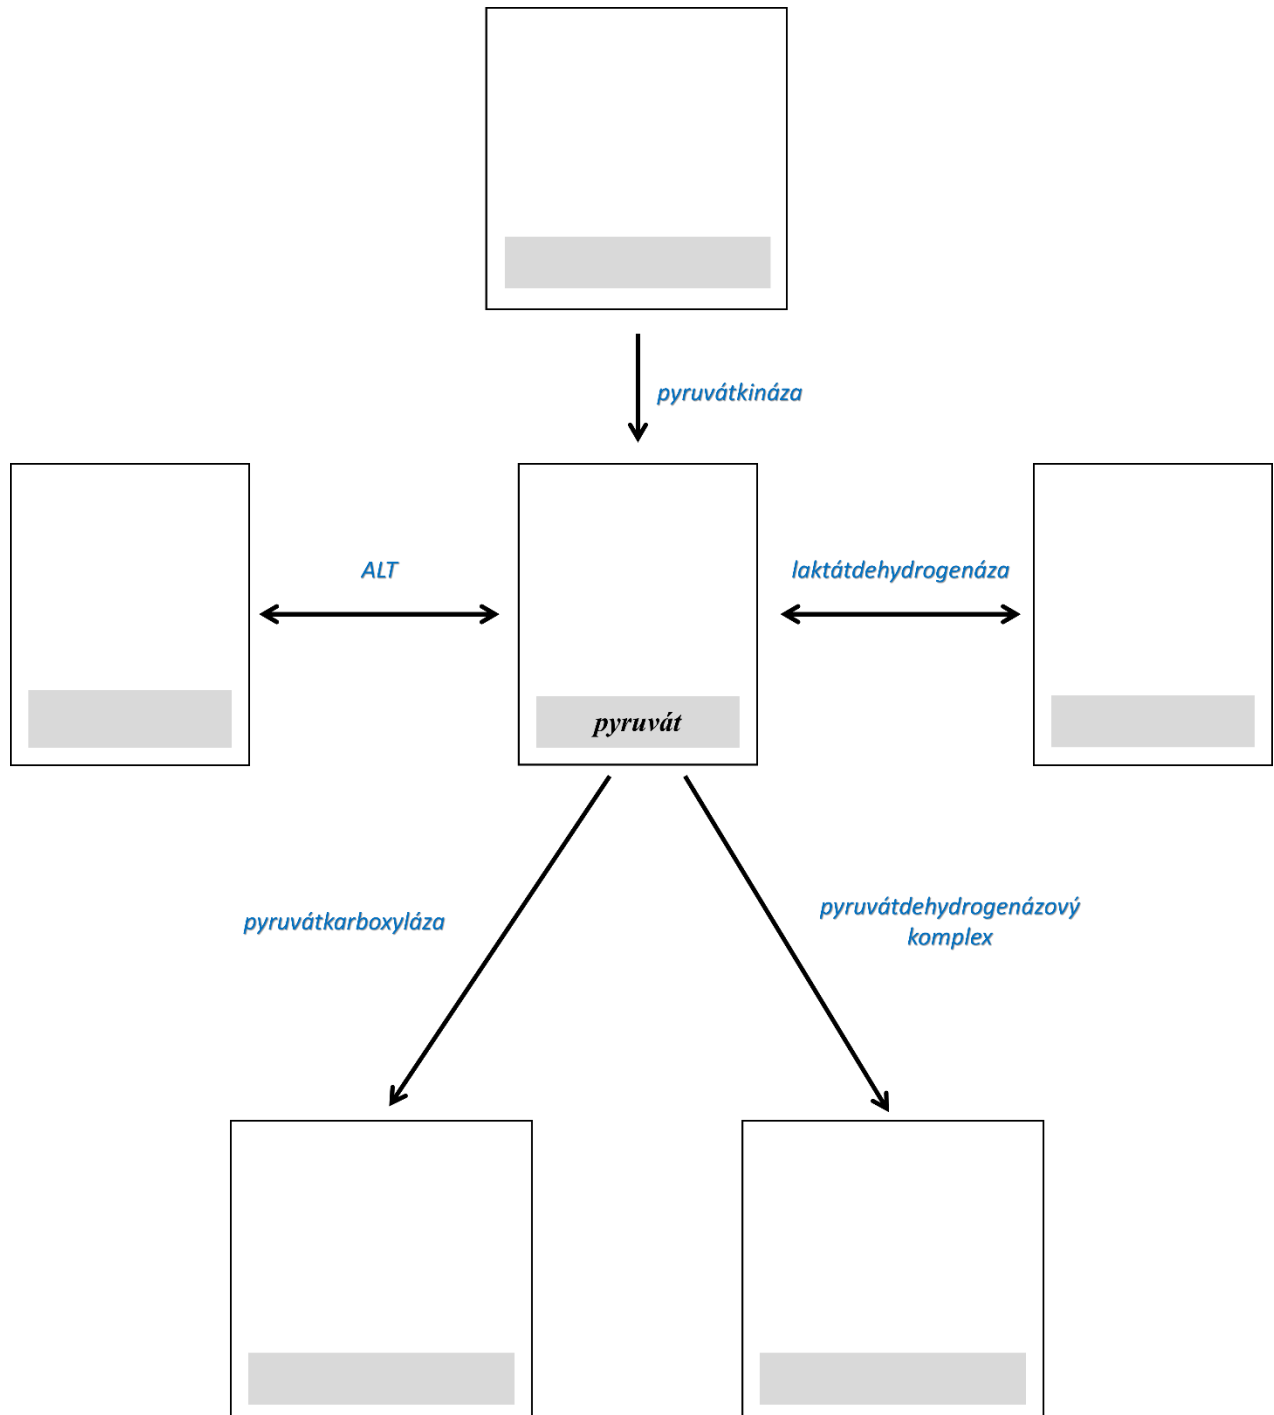 pyruvátkináza
ALT
laktátdehydrogenáza
pyruvát
pyruvátkarboxyláza
pyruvátdehydrogenázový
komplex